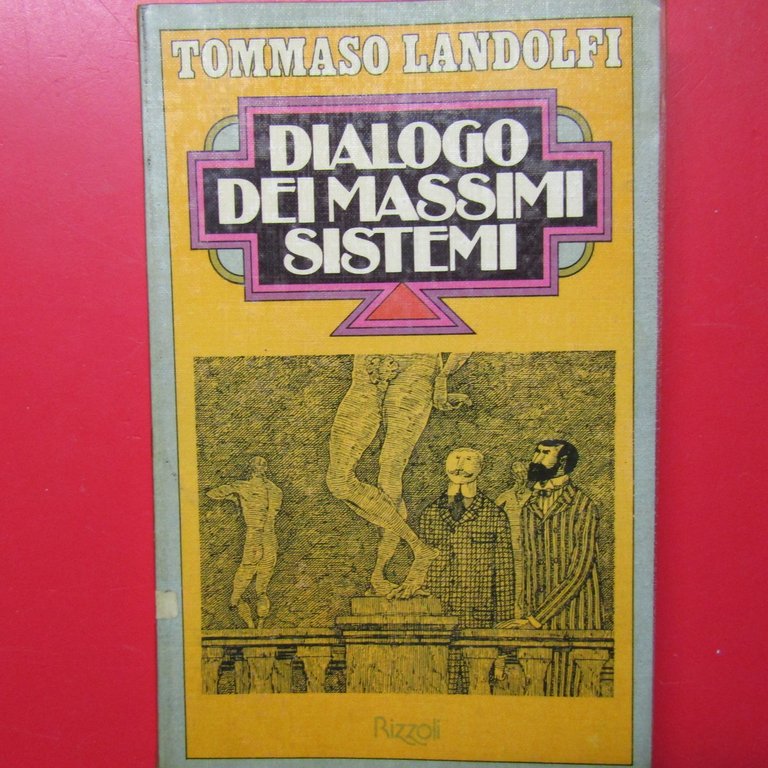 TOMMASO LANDOLFI
DIALOGO
DEI MASSIMI
SISTEMI
Rizzoli